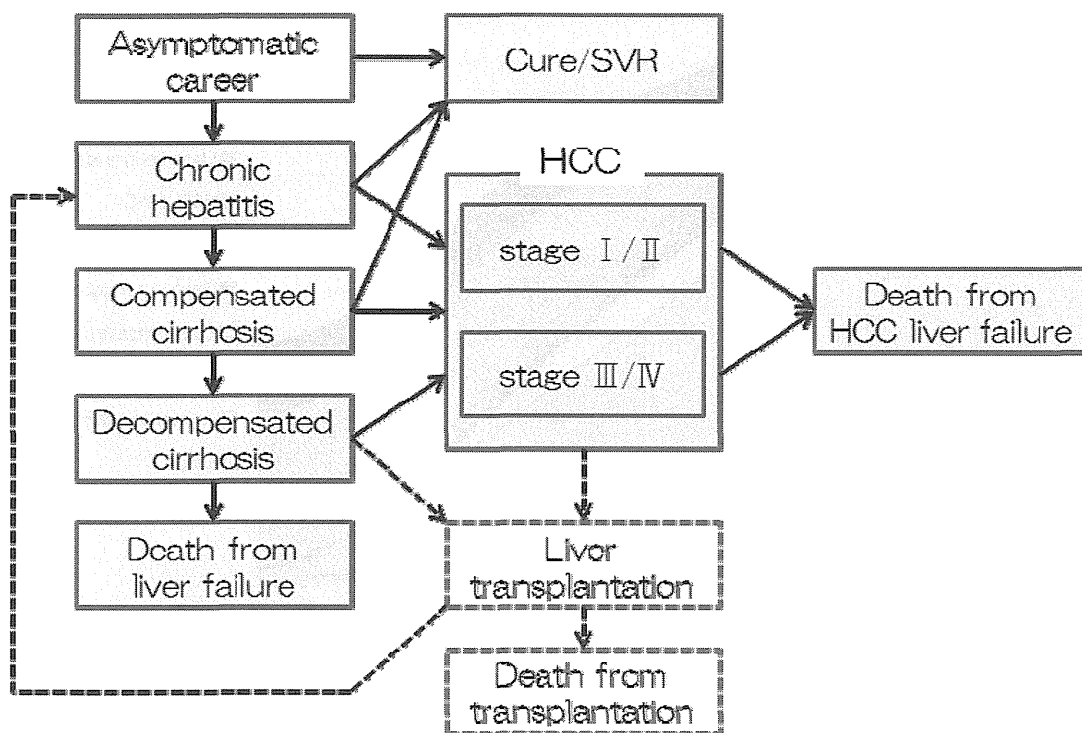 Asymptomatic
career
Cure/SVR
Chronic
hepatitis
HCC
stage Ⅰ/Ⅱ
Compensated
cirrhosis
Death from
HCC liver failure
stage Ⅲ/Ⅳ
Decompensated
cirrhosis
Death from
liver failure
Liver
transplantation
Death from
transplantation